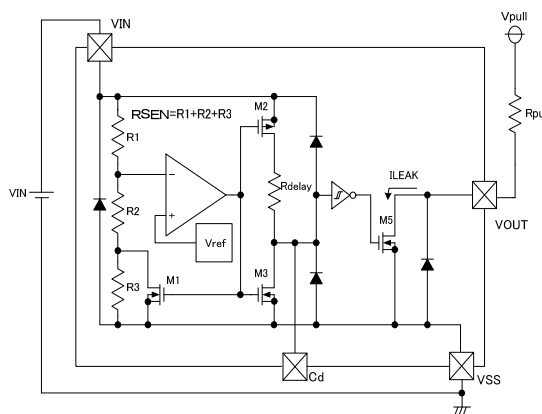 VIN
Vpull
RSEN=R1+R2+R3
M2
R1
Rpu
ILEAK
VIN
R2
Rdelay
Vref
M5
VOUT
R3
M1
M3
Cd
VSS